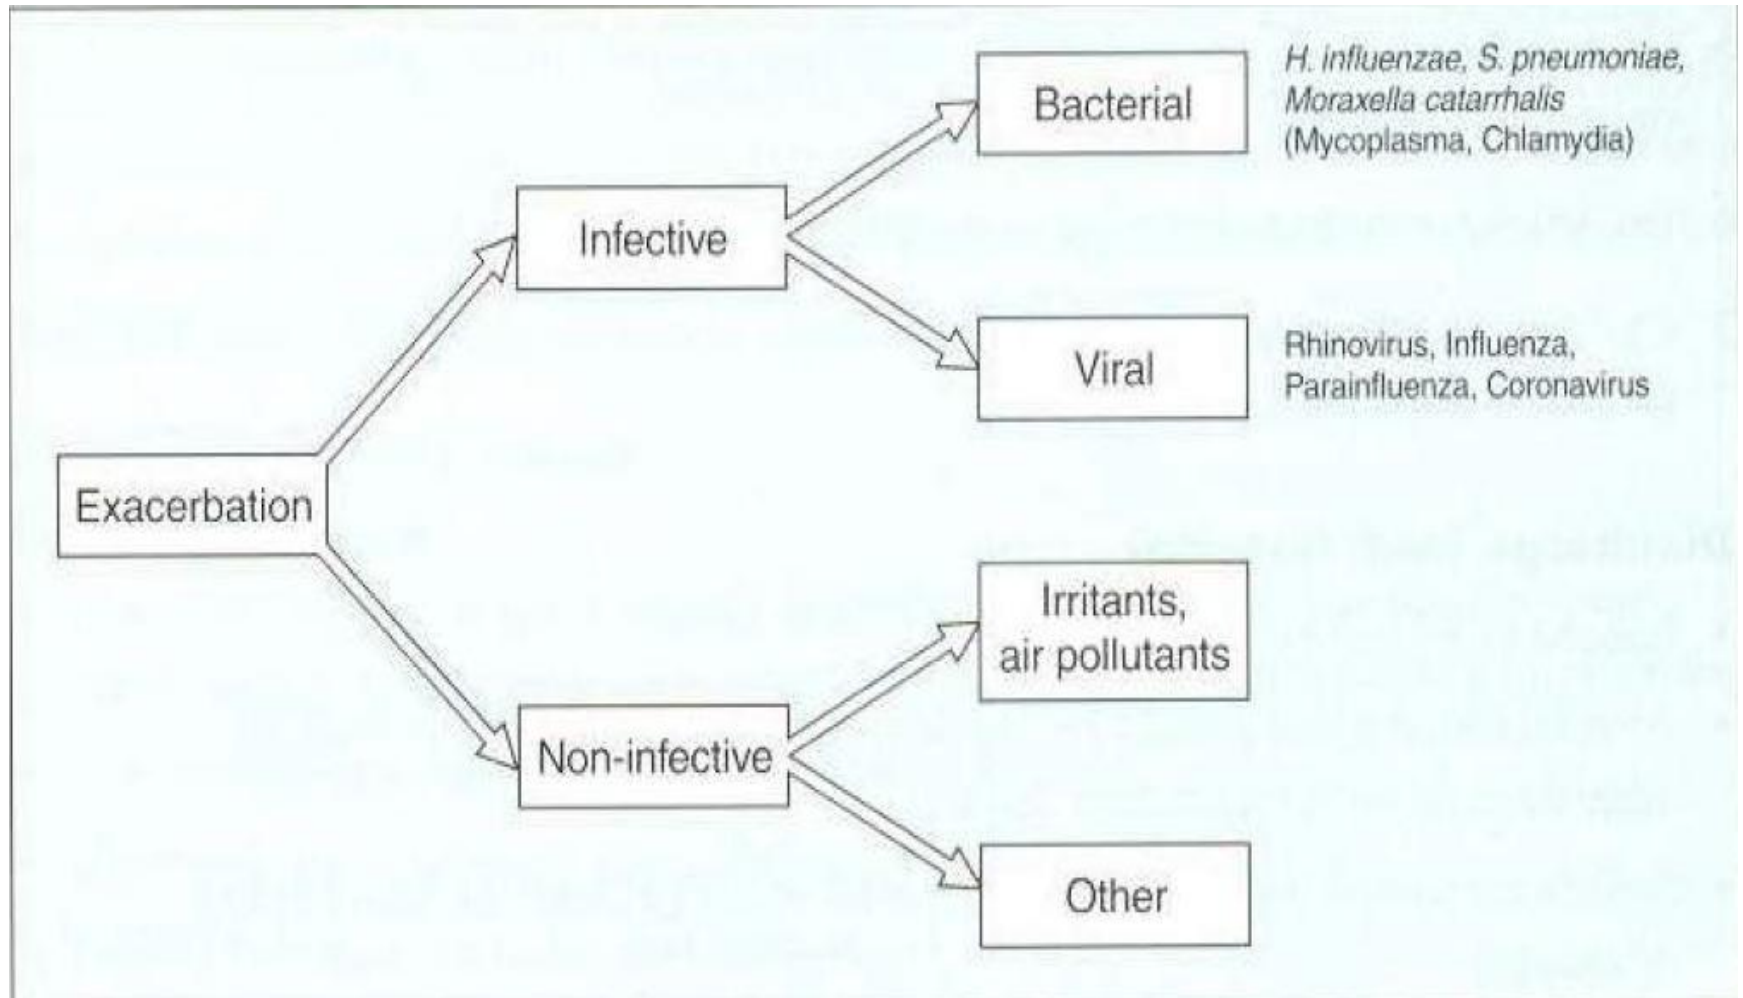 H. influenzae, S. pneumoniae,
Moraxella catarrhalis
(Mycoplasma, Chlamydia)
Bacterial
Infective
Viral
Rhinovirus, Influenza,
Parainfluenza, Coronavirus
Exacerbation
Irritants,
air pollutants
Non-infective
Other